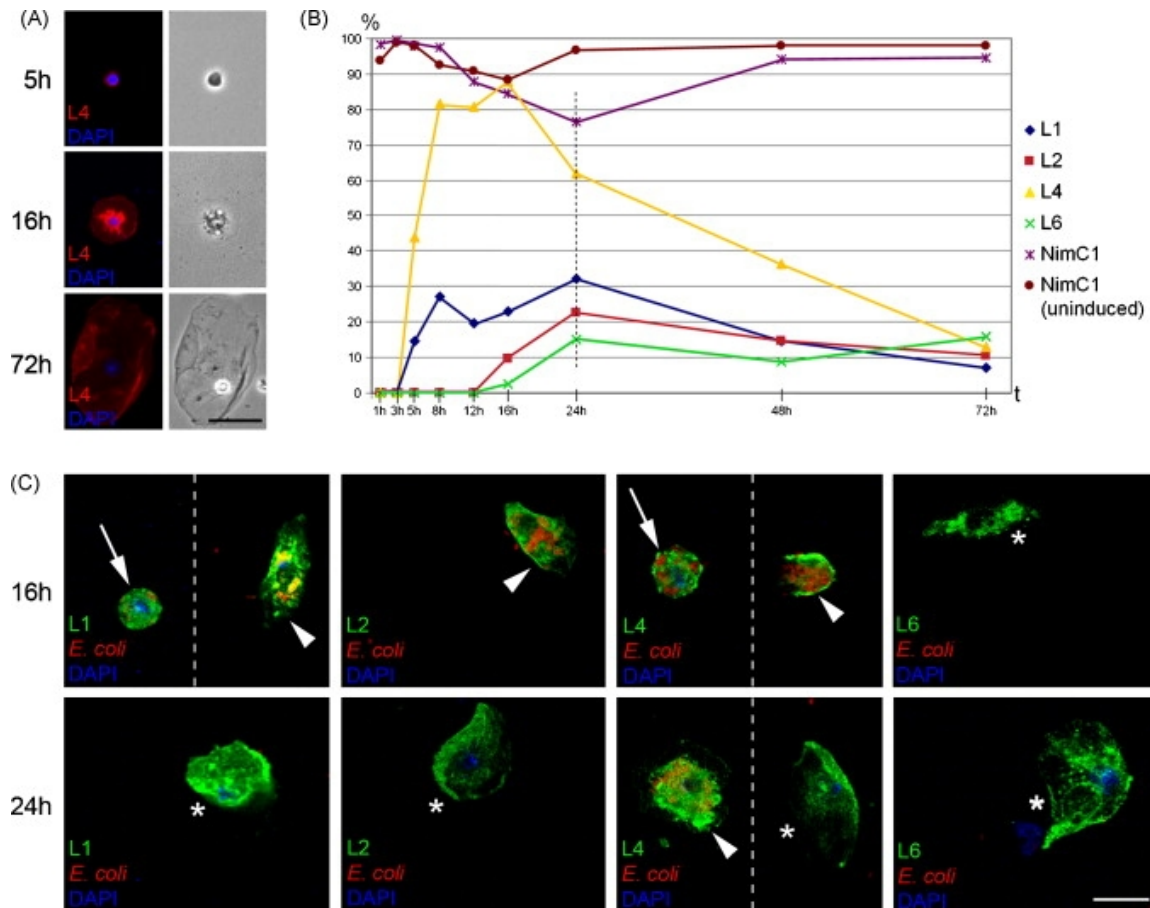 (A)
5h
L4
DAPI
16h
L4
DAPI
72h
L4
DAPI
(B)
%
100
90
80
70
60
50
40
30
20
10
0
1h 3h 5h 8h 12h 16h 24h 48h 72h t
L1
L2
L4
L6
NimC1
NimC1
(uninduced)
(C)
16h
L1
E. coli
DAPI
L2
E. coli
DAPI
L4
E. coli
DAPI
L6
E. coli
DAPI
24h
L1
E. coli
DAPI
L2
E. coli
DAPI
L4
E. coli
DAPI
L6
E. coli
DAPI